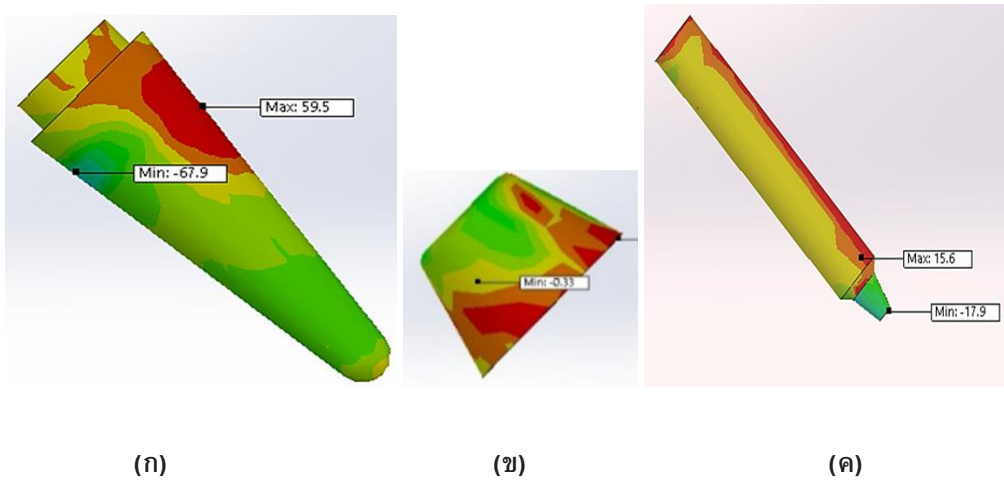 Max: 59.5
Min: -67.9
Min: -0.33
Max: 15.6
Min: -17.9
(ก)
(ข)
(ค)